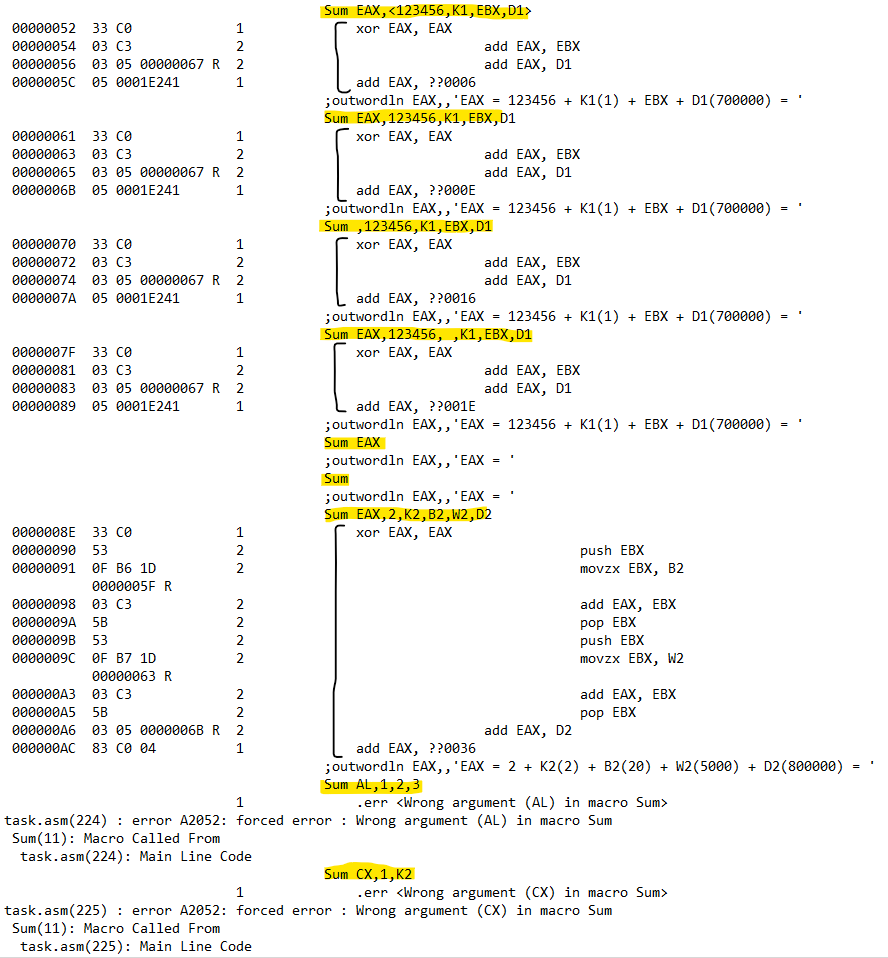 Sum EAX,<123456,K1,EBX,D1>
00000052 33 C0 1 xor EAX, EAX
00000054 03 C3 2 add EAX, EBX
00000056 03 05 00000067 R 2 add EAX, D1
0000005C 05 0001E241 1 add EAX, ??0006
;outwordln EAX,,'EAX = 123456 + K1(1) + EBX + D1(700000) = '
Sum EAX,123456,K1,EBX,D1
00000061 33 C0 1 xor EAX, EAX
00000063 03 C3 2 add EAX, EBX
00000065 03 05 00000067 R 2 add EAX, D1
0000006B 05 0001E241 1 add EAX, ??000E
;outwordln EAX,,'EAX = 123456 + K1(1) + EBX + D1(700000) = '
Sum ,123456,K1,EBX,D1
00000070 33 C0 1 xor EAX, EAX
00000072 03 C3 2 add EAX, EBX
00000074 03 05 00000067 R 2 add EAX, D1
0000007A 05 0001E241 1 add EAX, ??0016
;outwordln EAX,,'EAX = 123456 + K1(1) + EBX + D1(700000) = '
Sum EAX,123456, ,K1,EBX,D1
0000007F 33 C0 1 xor EAX, EAX
00000081 03 C3 2 add EAX, EBX
00000083 03 05 00000067 R 2 add EAX, D1
00000089 05 0001E241 1 add EAX, ??001E
;outwordln EAX,,'EAX = 123456 + K1(1) + EBX + D1(700000) = '
Sum EAX
;outwordln EAX,,'EAX = '
Sum
;outwordln EAX,,'EAX = '
Sum EAX,2,K2,B2,W2,D2
0000008E 33 C0 1 xor EAX, EAX
00000090 53 2 push EBX
00000091 0F B6 1D 2 movzx EBX, B2
0000005F R
00000098 03 C3 2 add EAX, EBX
0000009A 5B 2 pop EBX
0000009B 53 2 push EBX
0000009C 0F B7 1D 2 movzx EBX, W2
00000063 R
000000A3 03 C3 2 add EAX, EBX
000000A5 5B 2 pop EBX
000000A6 03 05 0000006B R 2 add EAX, D2
000000AC 83 C0 04 1 add EAX, ??0036
;outwordln EAX,,'EAX = 2 + K2(2) + B2(20) + W2(5000) + D2(800000) = '
Sum AL,1,2,3
1 .err <Wrong argument (AL) in macro Sum>
task.asm(224) : error A2052: forced error : Wrong argument (AL) in macro Sum
Sum(11): Macro Called From
task.asm(224): Main Line Code
Sum CX,1,K2
1 .err <Wrong argument (CX) in macro Sum>
task.asm(225) : error A2052: forced error : Wrong argument (CX) in macro Sum
Sum(11): Macro Called From
task.asm(225): Main Line Code